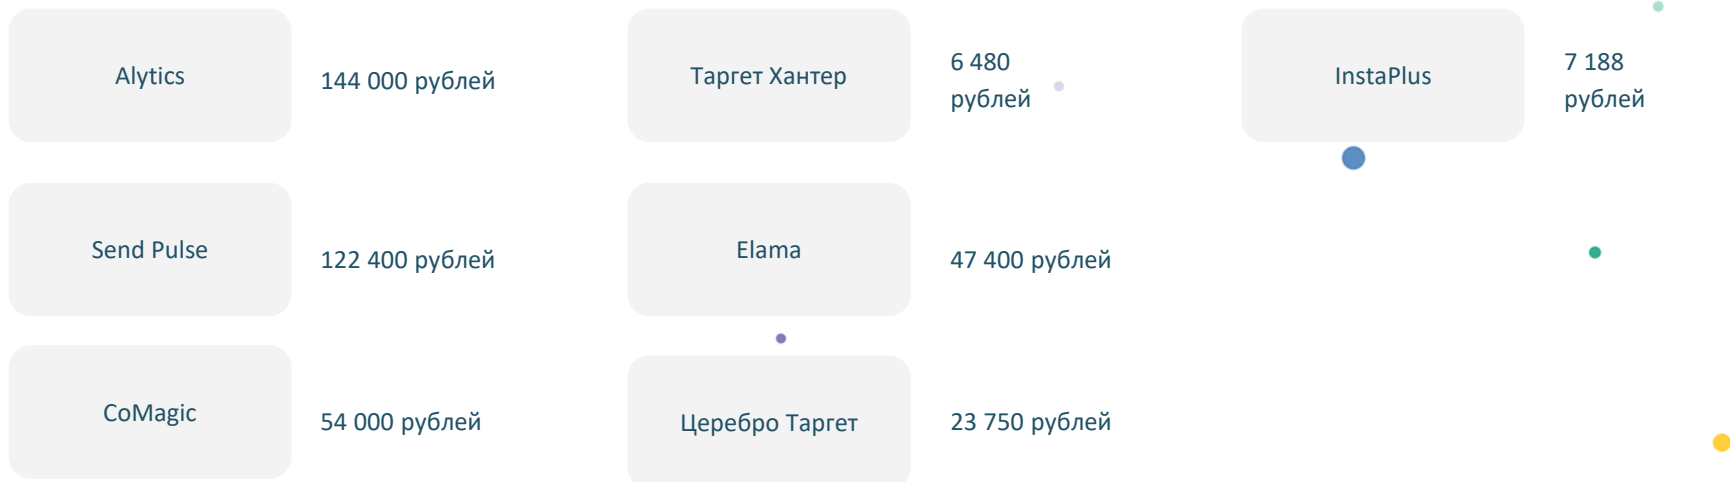 Alytics
144 000 рублей
Таргет Хантер
6 480
рублей
InstaPlus
7 188
рублей
Send Pulse
122 400 рублей
Elama
47 400 рублей
CoMagic
54 000 рублей
Церебро Таргет
23 750 рублей